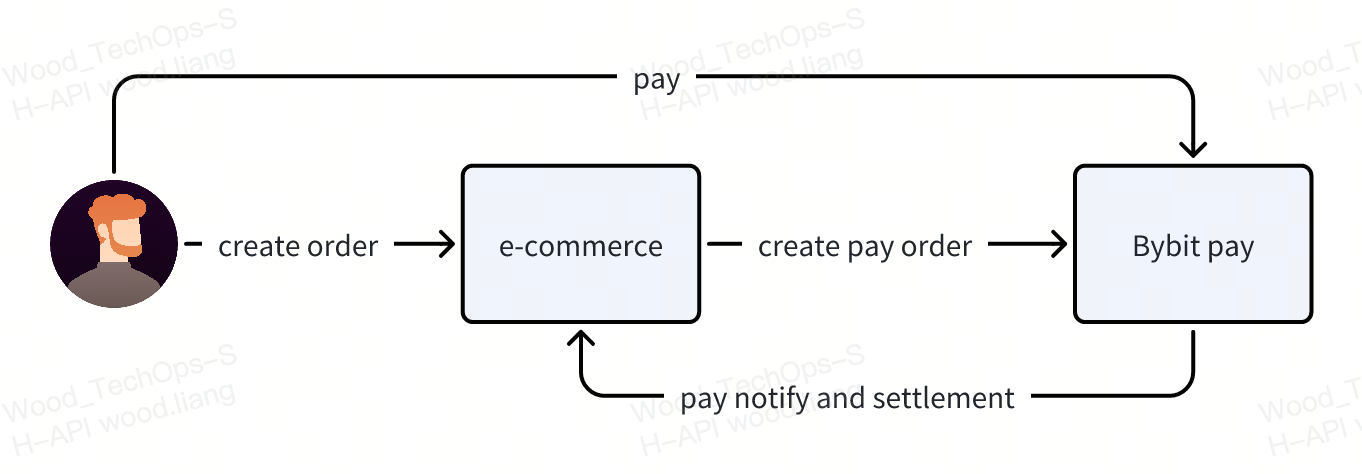 Wood_TechOps-S
H-API wood.liang
Wood_TechOps-S
H-API wood.liang
Wood_T
H-API w
pay
create order
e-commerce
create pay order
Bybit pay
pay notify and settlement
Wood_TechOps-S
H-API wood.liang
Wood_TechOps-S
H-API wood.liang
Wood_T
H-API w